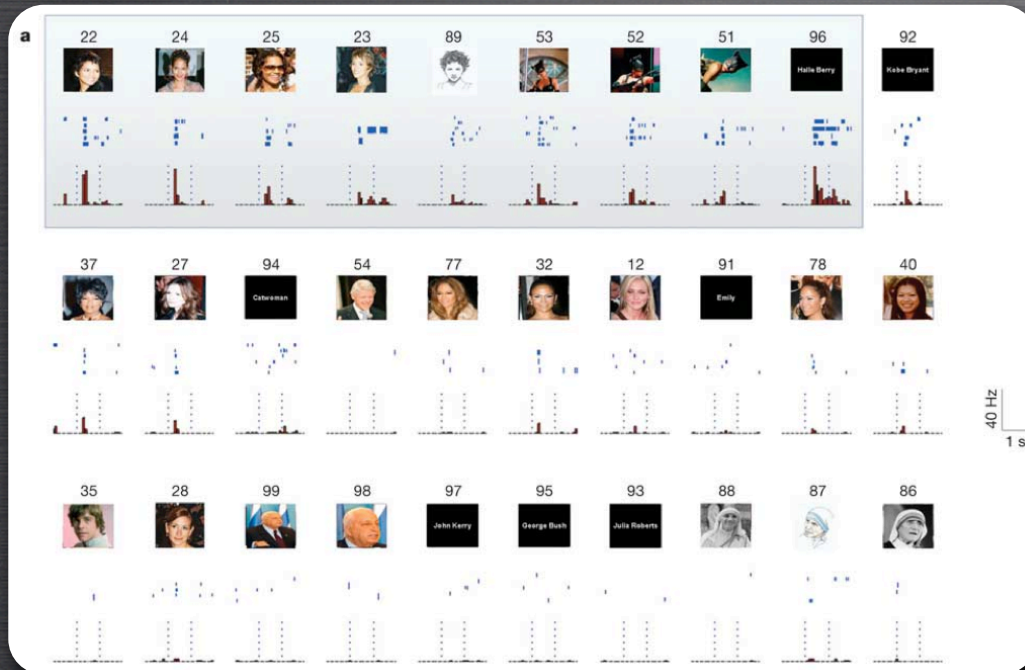 a
22 24 25 23 89 53 52 51 96 92
Halle Berry
Kobe Bryant
37 27 94 54 77 32 12 91 78 40
Catwoman
Emily
40 Hz
1 s
35 28 99 98 97 95 93 88 87 86
John Kerry
George Bush
Julia Roberts